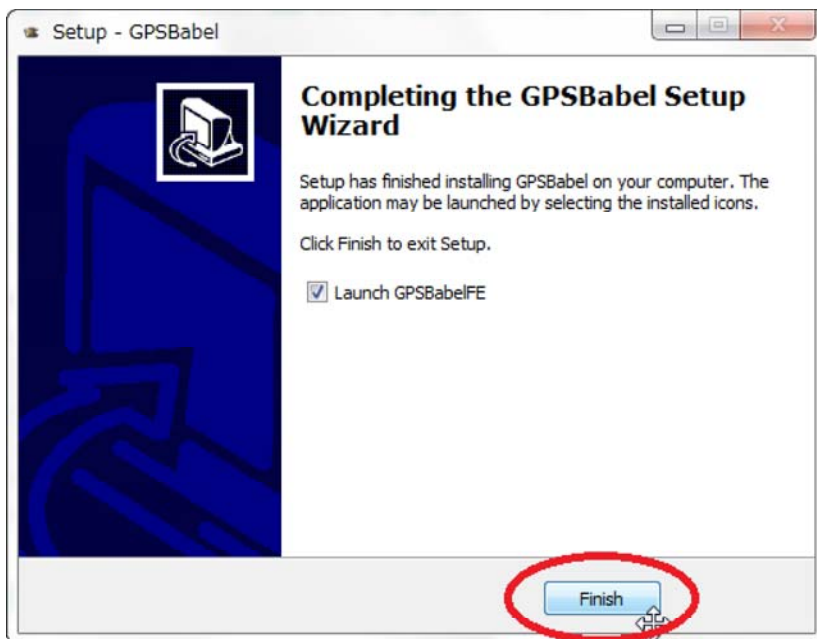 Setup - GPSBabel
Completing the GPSBabel Setup
Wizard
Setup has finished installing GPSBabel on your computer. The
application may be launched by selecting the installed icons.
Click Finish to exit Setup.
Launch GPSBabelFE
Finish